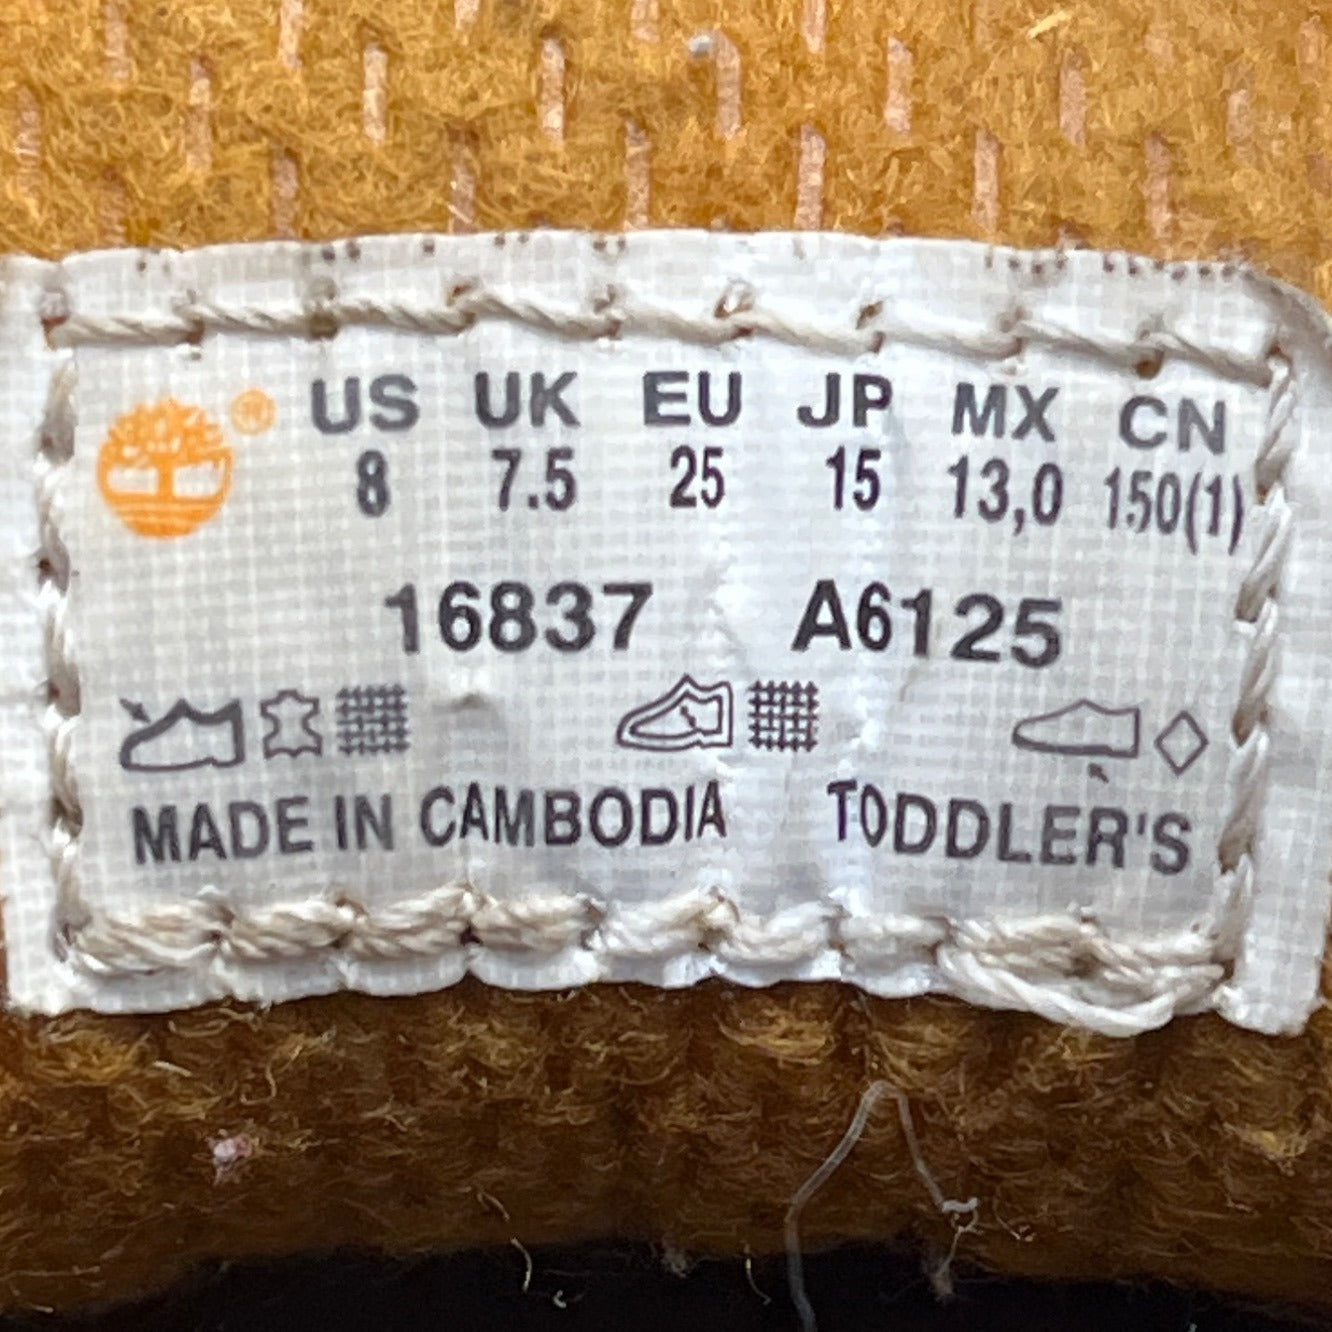 ® US UK EU JP MX CN
8 7.5 25 15 13,0 150(1)
16837 A6125
MADE IN CAMBODIA TODDLER'S